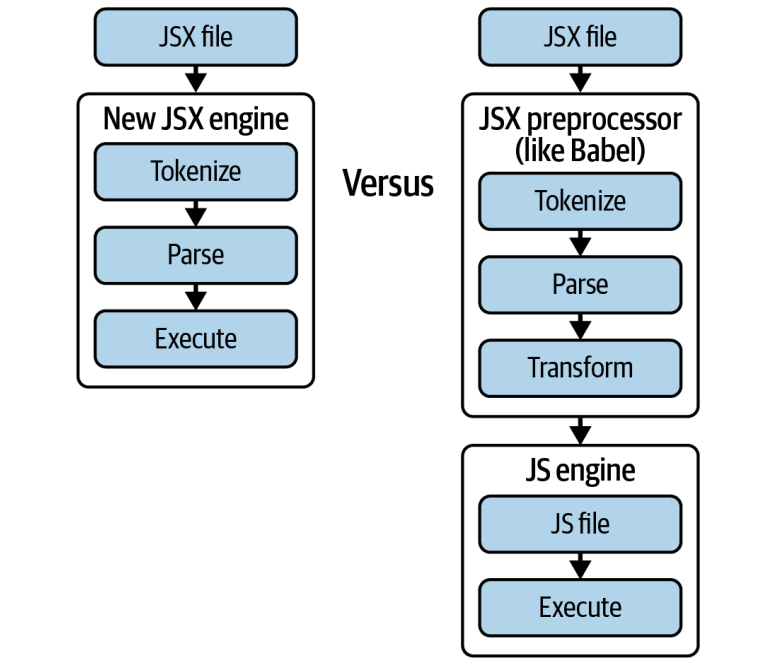 JSX file
New JSX engine
Tokenize
Parse
Execute
Versus
JSX file
JSX preprocessor
(like Babel)
Tokenize
Parse
Transform
JS engine
JS file
Execute